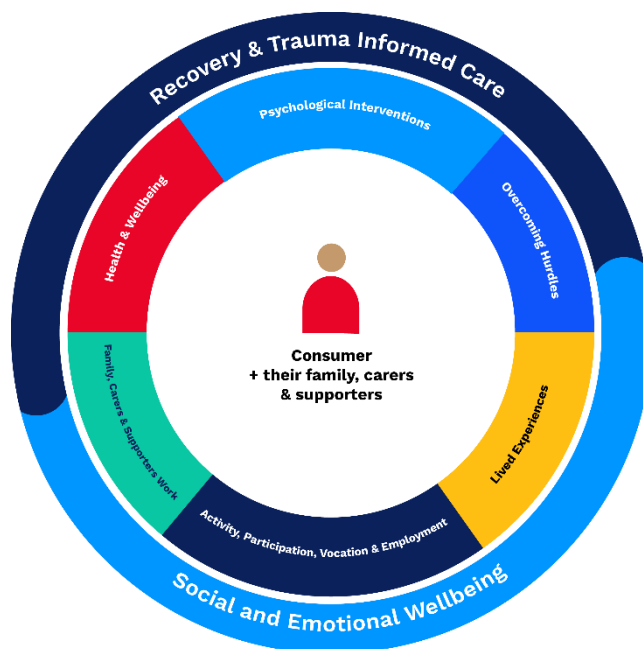 Recovery & Trauma Informed Care
Psychological Interventions
Health & Wellbeing
Overcoming Hurdles
Consumer
+ their family, carers
& supporters
Family, Carers & Supporters Work
Lived Experiences
Activity, Participation, Vocation & Employment
Social and Emotional Wellbeing